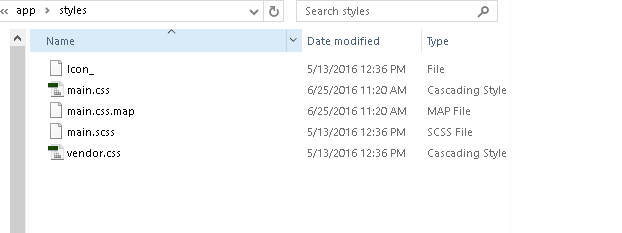 « app > styles Search styles
Name Date modified Type
Icon_ 5/13/2016 12:36 PM File
main.css 6/25/2016 11:20 AM Cascading Style
main.css.map 6/25/2016 11:20 AM MAP File
main.scss 5/13/2016 12:36 PM SCSS File
vendor.css 5/13/2016 12:36 PM Cascading Style